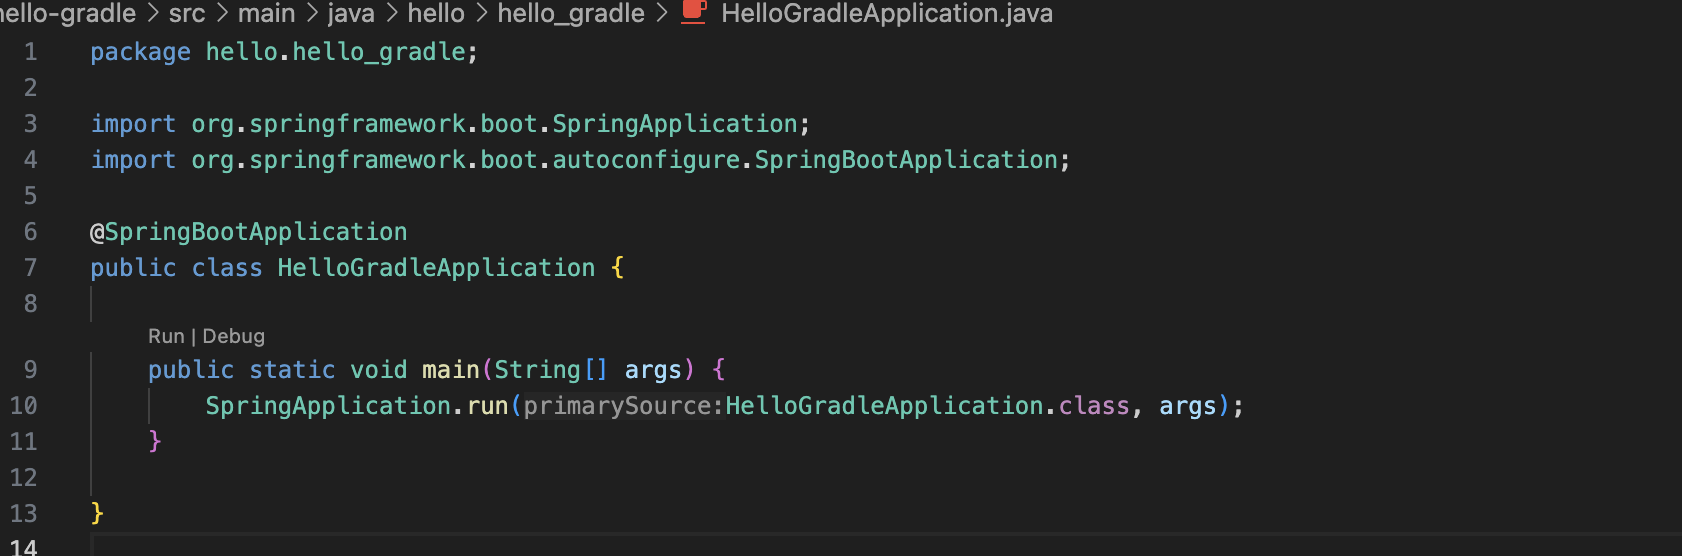 hello-gradle > src > main > java > hello > hello_gradle > HelloGradleApplication.java
1 package hello.hello_gradle;
2
3 import org.springframework.boot.SpringApplication;
4 import org.springframework.boot.autoconfigure.SpringBootApplication;
5
6 @SpringBootApplication
7 public class HelloGradleApplication {
8
Run | Debug
9 public static void main(String[] args) {
10 SpringApplication.run(primarySource:HelloGradleApplication.class, args);
11 }
12
13 }
14